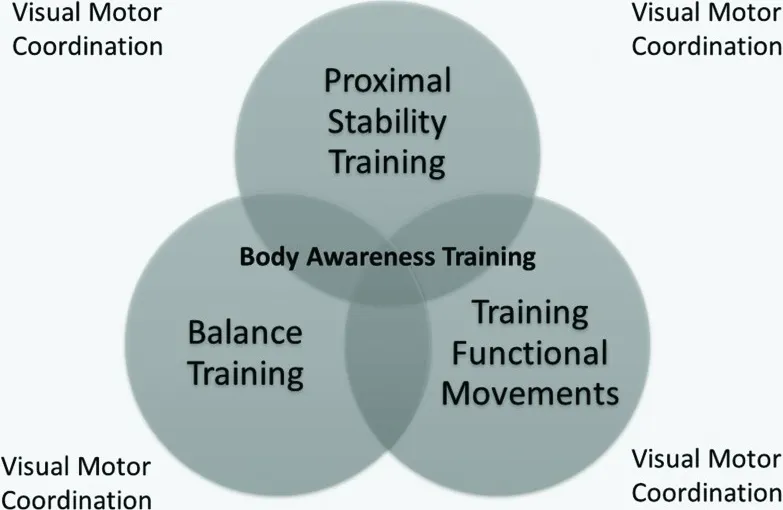 Visual Motor
Coordination
Visual Motor
Coordination
Proximal
Stability
Training
Body Awareness Training
Balance
Training
Training
Functional
Movements
Visual Motor
Coordination
Visual Motor
Coordination